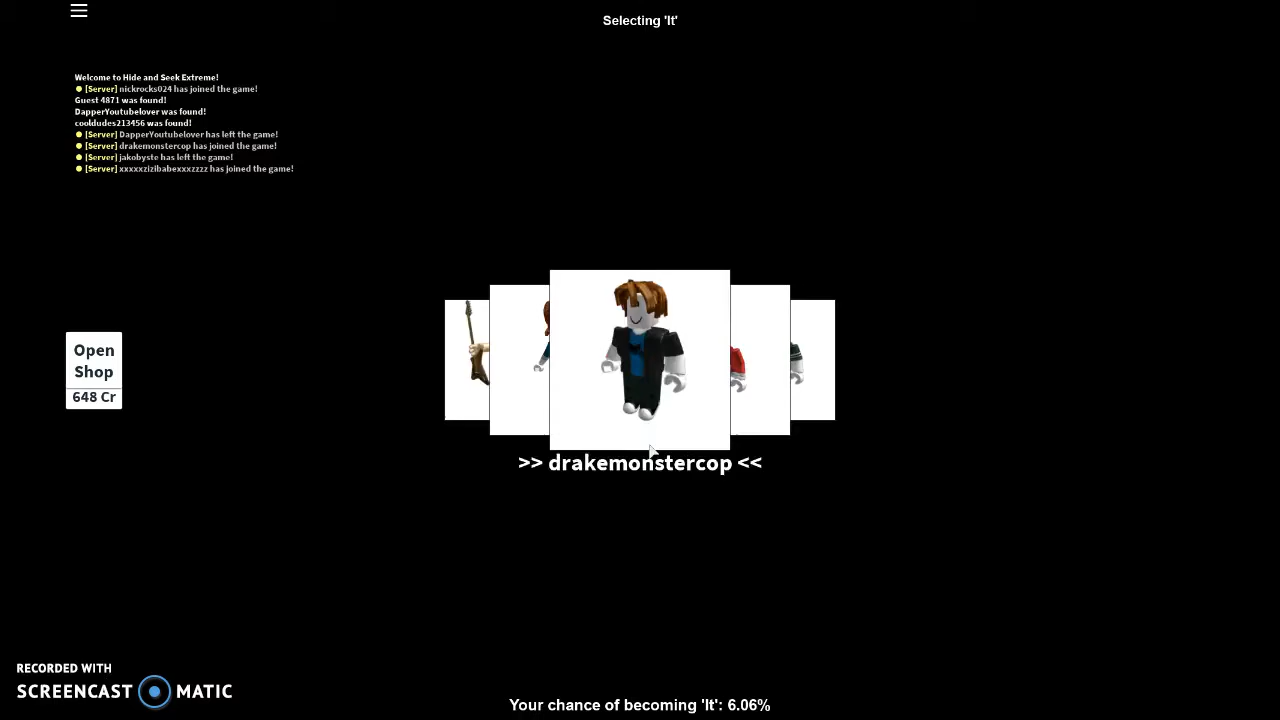 Selecting 'It'
Welcome to Hide and Seek Extreme!
[Server] nickrocks024 has joined the game!
Guest 4871 was found!
DapperYoutubelover was found!
cooldudes213456 was found!
[Server] DapperYoutubelover has left the game!
[Server] drakemonstercop has joined the game!
[Server] jakobyste has left the game!
[Server] xxxxxzizibabexxxzzzz has joined the game!
Open
Shop
648 Cr
>> drakemonstercop <<
RECORDED WITH
SCREENCAST MATIC
Your chance of becoming 'It': 6.06%